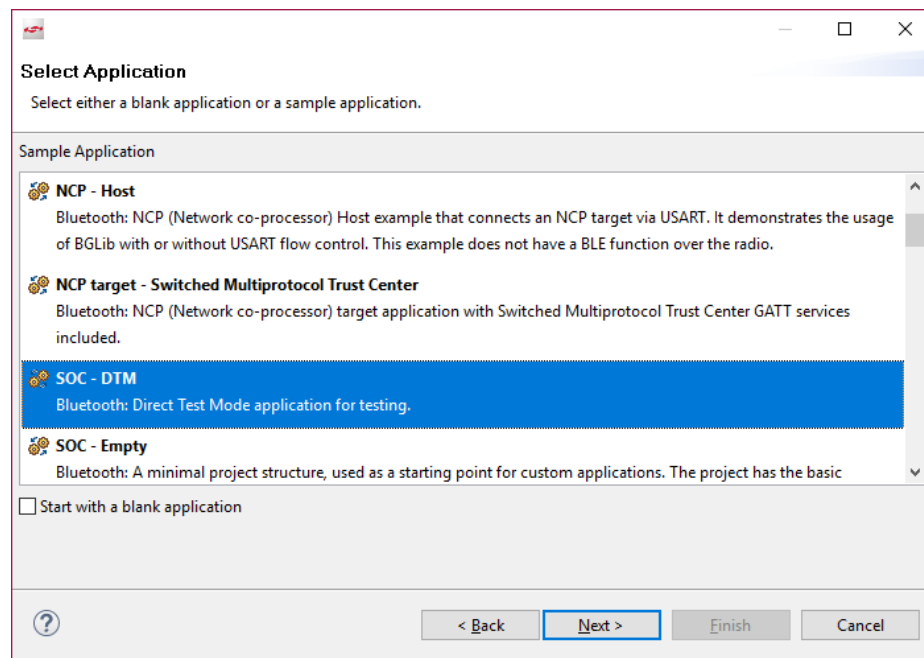 Select Application
Select either a blank application or a sample application.
Sample Application
NCP - Host
Bluetooth: NCP (Network co-processor) Host example that connects an NCP target via USART. It demonstrates the usage
of BGLib with or without USART flow control. This example does not have a BLE function over the radio.
NCP target - Switched Multiprotocol Trust Center
Bluetooth: NCP (Network co-processor) target application with Switched Multiprotocol Trust Center GATT services
included.
SOC - DTM
Bluetooth: Direct Test Mode application for testing.
SOC - Empty
Bluetooth: A minimal project structure, used as a starting point for custom applications. The project has the basic
Start with a blank application
?
< Back
Next >
Finish
Cancel